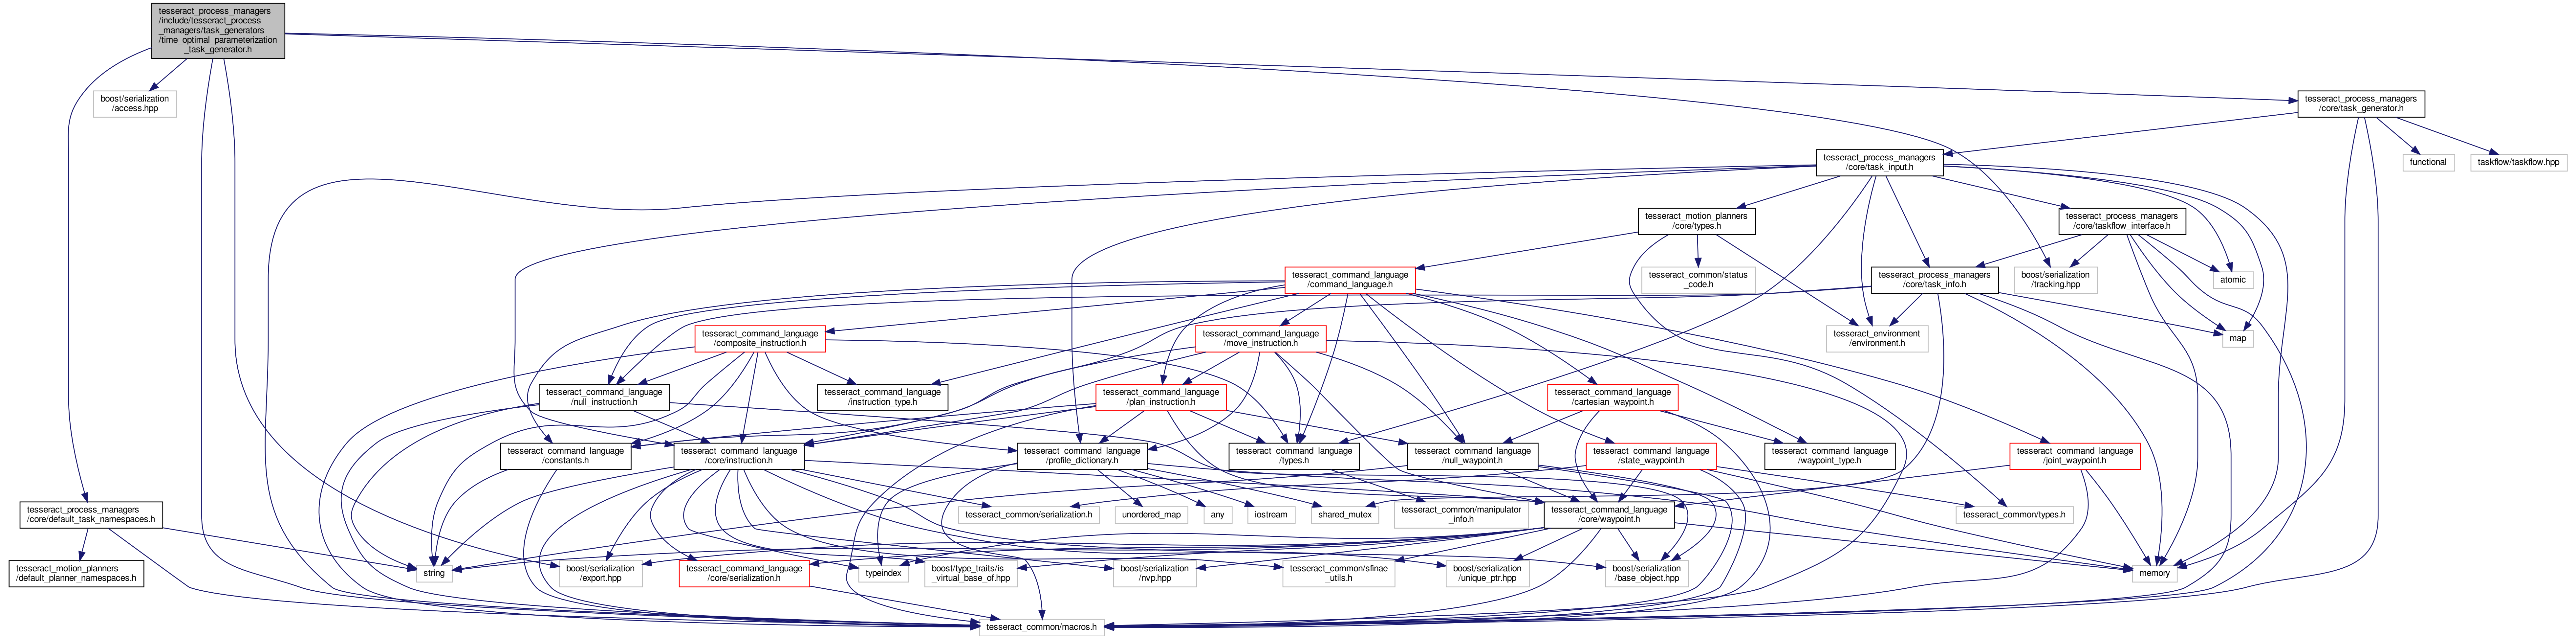 tesseract_process_managers
/include/tesseract_process
_managers/task_generators
/time_optimal_parameterization
_task_generator.h
boost/serialization
/access.hpp
tesseract_process_managers
/core/task_generator.h
tesseract_process_managers
/core/task_input.h
functional
taskflow/taskflow.hpp
tesseract_motion_planners
/core/types.h
tesseract_process_managers
/core/taskflow_interface.h
tesseract_command_language
/command_language.h
tesseract_common/status
_code.h
tesseract_process_managers
/core/task_info.h
boost/serialization
/tracking.hpp
atomic
tesseract_command_language
/composite_instruction.h
tesseract_command_language
/move_instruction.h
tesseract_environment
/environment.h
map
tesseract_command_language
/null_instruction.h
tesseract_command_language
/instruction_type.h
tesseract_command_language
/plan_instruction.h
tesseract_command_language
/cartesian_waypoint.h
tesseract_command_language
/constants.h
tesseract_command_language
/core/instruction.h
tesseract_command_language
/profile_dictionary.h
tesseract_command_language
/types.h
tesseract_command_language
/null_waypoint.h
tesseract_command_language
/state_waypoint.h
tesseract_command_language
/waypoint_type.h
tesseract_command_language
/joint_waypoint.h
tesseract_process_managers
/core/default_task_namespaces.h
tesseract_common/serialization.h
unordered_map
any
iostream
shared_mutex
tesseract_common/manipulator
_info.h
tesseract_command_language
/core/waypoint.h
tesseract_common/types.h
tesseract_motion_planners
/default_planner_namespaces.h
string
boost/serialization
/export.hpp
tesseract_command_language
/core/serialization.h
typeindex
boost/type_traits/is
_virtual_base_of.hpp
boost/serialization
/nvp.hpp
tesseract_common/sfinae
_utils.h
boost/serialization
/unique_ptr.hpp
boost/serialization
/base_object.hpp
memory
tesseract_common/macros.h